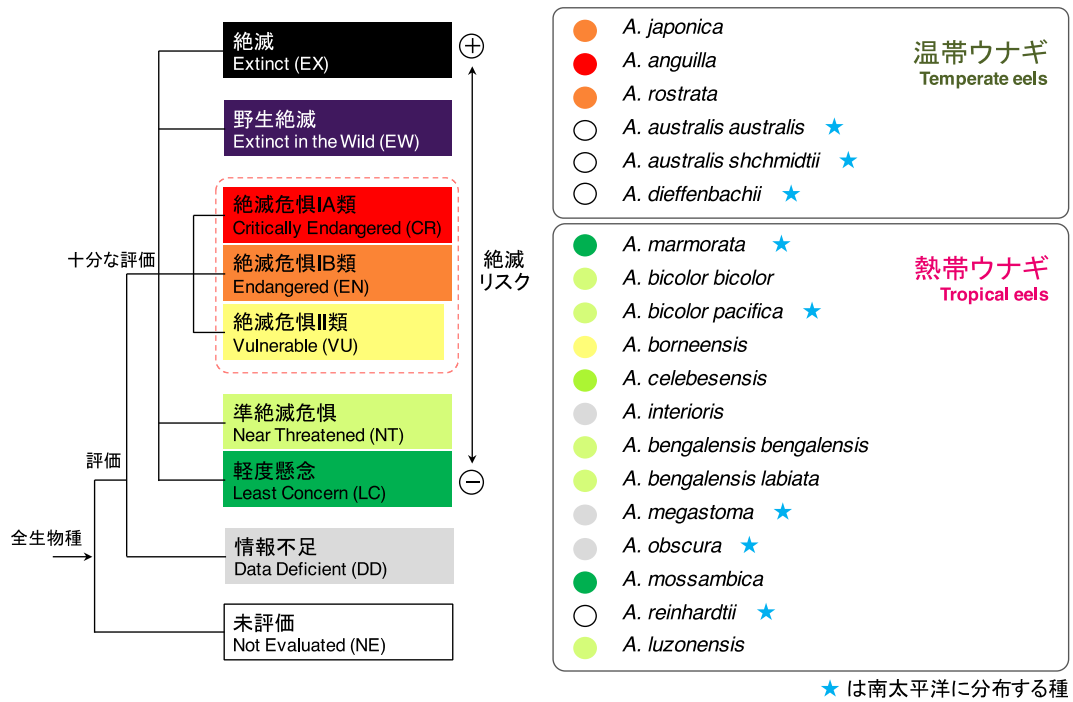 絶滅
Extinct (EX)
野生絶滅
Extinct in the Wild (EW)
絶滅危惧IA類
Critically Endangered (CR)
絶滅危惧IB類
Endangered (EN)
絶滅危惧II類
Vulnerable (VU)
準絶滅危惧
Near Threatened (NT)
軽度懸念
Least Concern (LC)
情報不足
Data Deficient (DD)
未評価
Not Evaluated (NE)
十分な評価
評価
全生物種
+
絶滅
リスク
−
温帯ウナギ
Temperate eels
A. japonica
A. anguilla
A. rostrata
A. australis australis ★
A. australis shchmidtii ★
A. dieffenbachii ★
熱帯ウナギ
Tropical eels
A. marmorata ★
A. bicolor bicolor
A. bicolor pacifica ★
A. borneensis
A. celebesensis
A. interioris
A. bengalensis bengalensis
A. bengalensis labiata
A. megastoma ★
A. obscura ★
A. mossambica
A. reinhardtii ★
A. luzonensis
★ は南太平洋に分布する種